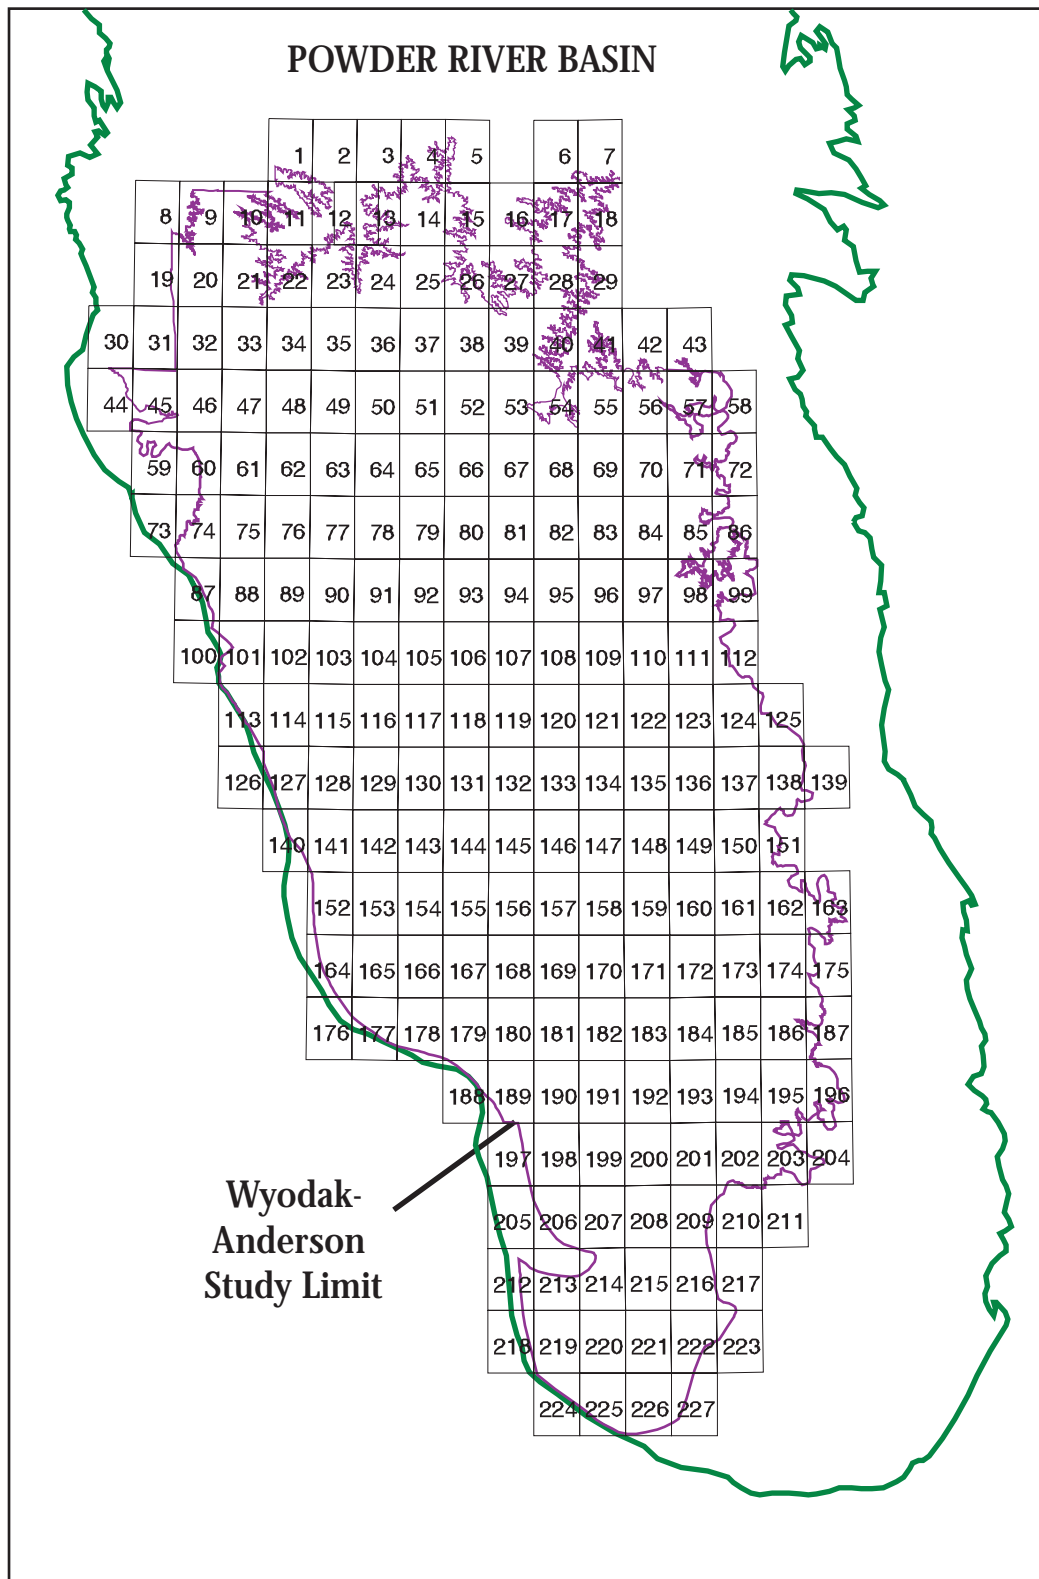 POWDER RIVER BASIN
1 2 3 4 5 6 7
8 9 10 11 12 13 14 15 16 17 18
19 20 21 22 23 24 25 26 27 28 29
30 31 32 33 34 35 36 37 38 39 40 41 42 43
44 45 46 47 48 49 50 51 52 53 54 55 56 57 58
59 60 61 62 63 64 65 66 67 68 69 70 71 72
73 74 75 76 77 78 79 80 81 82 83 84 85 86
87 88 89 90 91 92 93 94 95 96 97 98 99
100 101 102 103 104 105 106 107 108 109 110 111 112
113 114 115 116 117 118 119 120 121 122 123 124 125
126 127 128 129 130 131 132 133 134 135 136 137 138 139
140 141 142 143 144 145 146 147 148 149 150 151
152 153 154 155 156 157 158 159 160 161 162 163
164 165 166 167 168 169 170 171 172 173 174 175
176 177 178 179 180 181 182 183 184 185 186 187
188 189 190 191 192 193 194 195 196
197 198 199 200 201 202 203 204
205 206 207 208 209 210 211
212 213 214 215 216 217
218 219 220 221 222 223
224 225 226 227
Wyodak-
Anderson
Study Limit